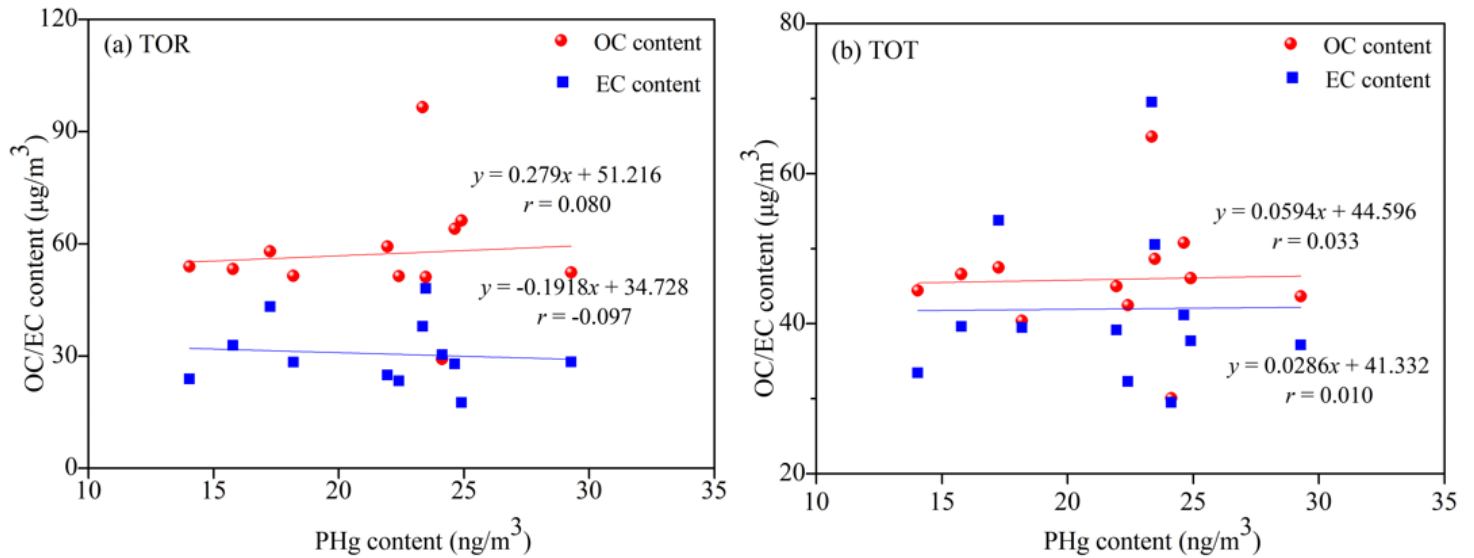 (a) TOR
OC content
EC content
120
90
60
30
0
OC/EC content (μg/m³)
y = 0.279x + 51.216
r = 0.080
y = -0.1918x + 34.728
r = -0.097
10 15 20 25 30 35
PHg content (ng/m³)
(b) TOT
OC content
EC content
80
60
40
20
OC/EC content (μg/m³)
y = 0.0594x + 44.596
r = 0.033
y = 0.0286x + 41.332
r = 0.010
10 15 20 25 30 35
PHg content (ng/m³)